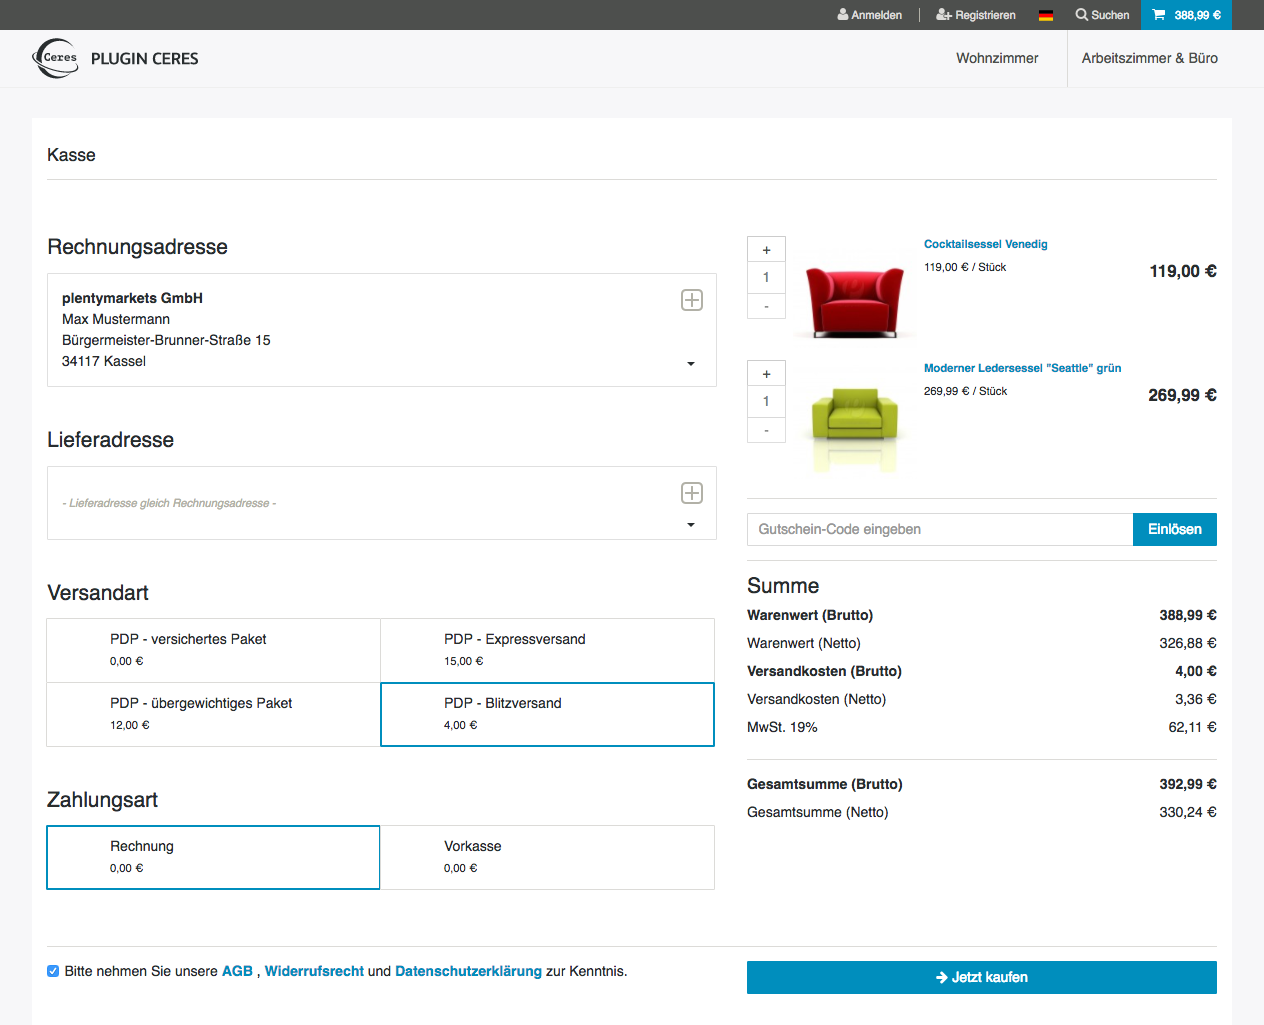 Anmelden
Registrieren
Suchen
388,99 €
Ceres
PLUGIN CERES
Wohnzimmer
Arbeitszimmer & Büro
Kasse
Rechnungsadresse
plentymarkets GmbH
Max Mustermann
Bürgermeister-Brunner-Straße 15
34117 Kassel
Lieferadresse
- Lieferadresse gleich Rechnungsadresse -
Versandart
PDP - versichertes Paket
0,00 €
PDP - Expressversand
15,00 €
PDP - übergewichtiges Paket
12,00 €
PDP - Blitzversand
4,00 €
Zahlungsart
Rechnung
0,00 €
Vorkasse
0,00 €
Bitte nehmen Sie unsere AGB , Widerrufsrecht und Datenschutzerklärung zur Kenntnis.
+
1
-
Cocktailsessel Venedig
119,00 € / Stück
119,00 €
+
1
-
Moderner Ledersessel "Seattle" grün
269,99 € / Stück
269,99 €
Gutschein-Code eingeben
Einlösen
Summe
Warenwert (Brutto) 388,99 €
Warenwert (Netto) 326,88 €
Versandkosten (Brutto) 4,00 €
Versandkosten (Netto) 3,36 €
MwSt. 19% 62,11 €
Gesamtsumme (Brutto) 392,99 €
Gesamtsumme (Netto) 330,24 €
Jetzt kaufen